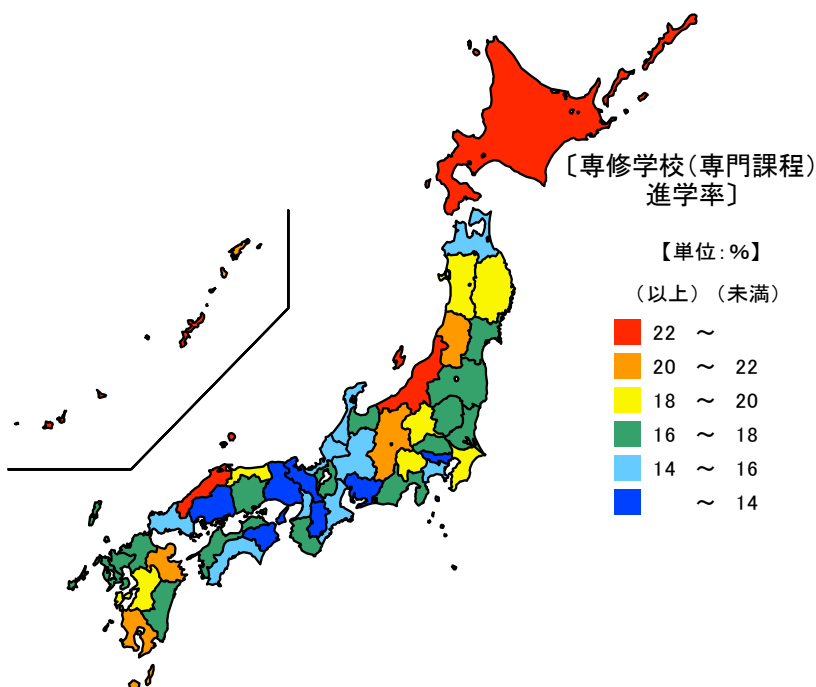 〔専修学校(専門課程)
進学率〕
【単位:%】
(以上)(未満)
22 ～
20 ～ 22
18 ～ 20
16 ～ 18
14 ～ 16
～ 14